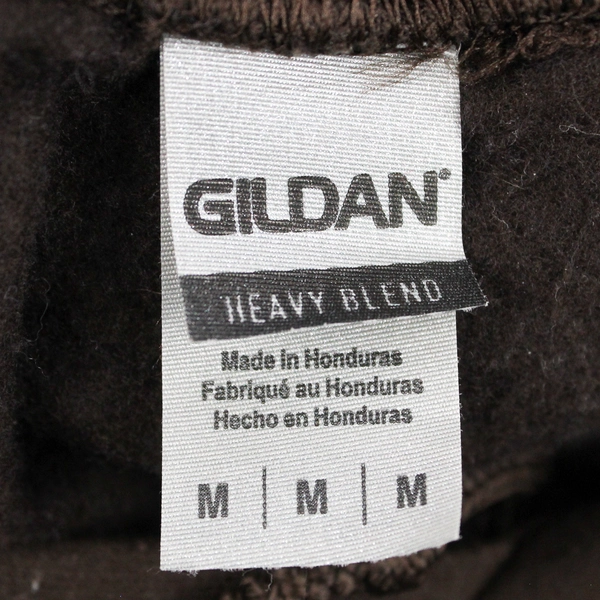 GILDAN®
HEAVY BLEND
Made in Honduras
Fabriqué au Honduras
Hecho en Honduras
M | M | M